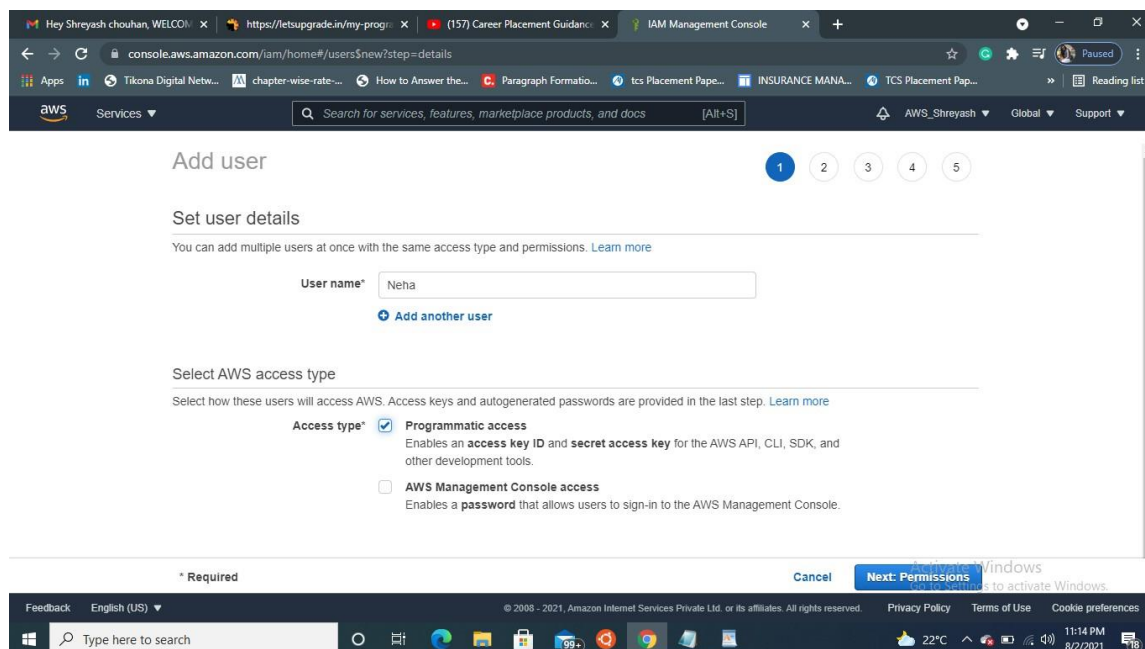 Hey Shreyash chouhan, WELCOM
https://letsupgrade.in/my-progra
(157) Career Placement Guidance
IAM Management Console
console.aws.amazon.com/iam/home#/users$new?step=details
Paused
Apps
Tikona Digital Netw...
chapter-wise-rate-...
How to Answer the...
Paragraph Formatio...
tcs Placement Pape...
INSURANCE MANA...
TCS Placement Pap...
»
Reading list
aws
Services ▼
Search for services, features, marketplace products, and docs [Alt+S]
AWS_Shreyash ▼
Global ▼
Support ▼
Add user
1 2 3 4 5
Set user details
You can add multiple users at once with the same access type and permissions. Learn more
User name* Neha
Add another user
Select AWS access type
Select how these users will access AWS. Access keys and autogenerated passwords are provided in the last step. Learn more
Access type* Programmatic access
Enables an access key ID and secret access key for the AWS API, CLI, SDK, and
other development tools.
AWS Management Console access
Enables a password that allows users to sign-in to the AWS Management Console.
* Required
Cancel
Next: Permissions
Activate Windows
Go to Settings to activate Windows.
Feedback English (US) ▼
© 2008 - 2021, Amazon Internet Services Private Ltd. or its affiliates. All rights reserved.
Privacy Policy Terms of Use Cookie preferences
Type here to search
99+
22°C
11:14 PM
8/2/2021
18